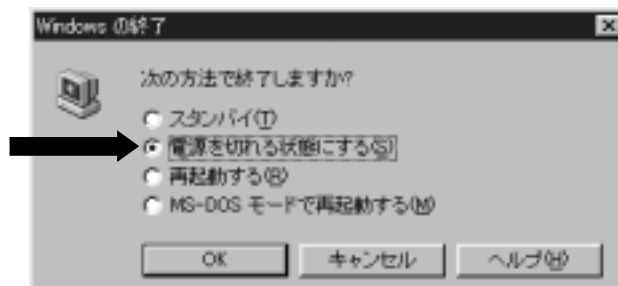 Windows の終了
次の方法で終了しますか?
スタンバイ(T)
電源を切れる状態にする(S)
再起動する(R)
MS-DOS モードで再起動する(M)
OK キャンセル ヘルプ(H)